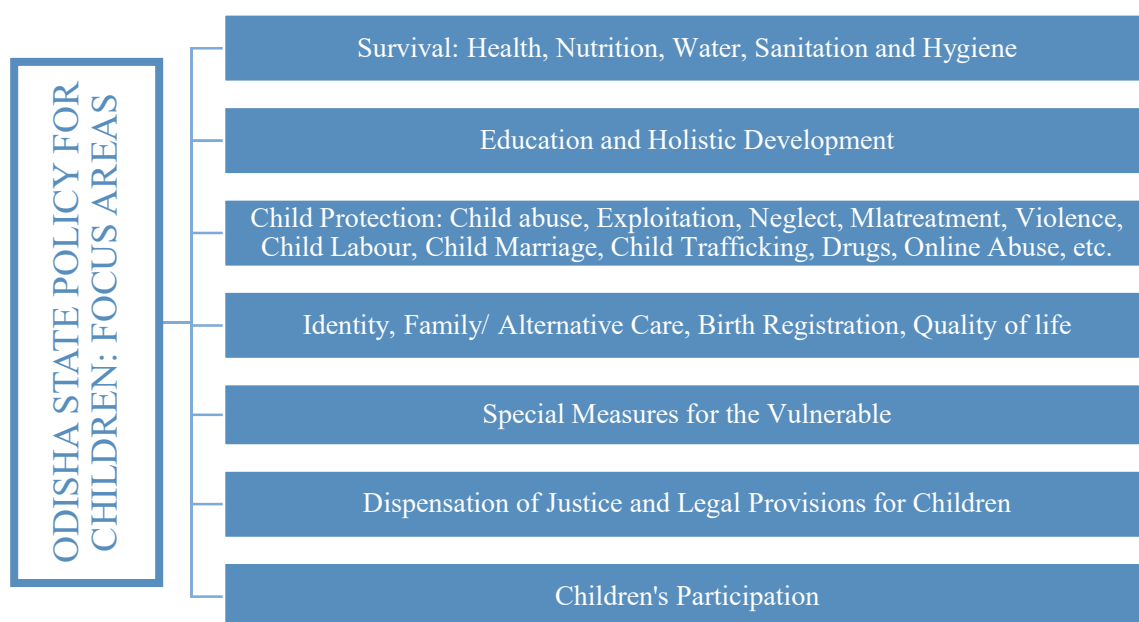 ODISHA STATE POLICY FOR
CHILDREN: FOCUS AREAS
Survival: Health, Nutrition, Water, Sanitation and Hygiene
Education and Holistic Development
Child Protection: Child abuse, Exploitation, Neglect, Mlatreatment, Violence,
Child Labour, Child Marriage, Child Trafficking, Drugs, Online Abuse, etc.
Identity, Family/ Alternative Care, Birth Registration, Quality of life
Special Measures for the Vulnerable
Dispensation of Justice and Legal Provisions for Children
Children's Participation